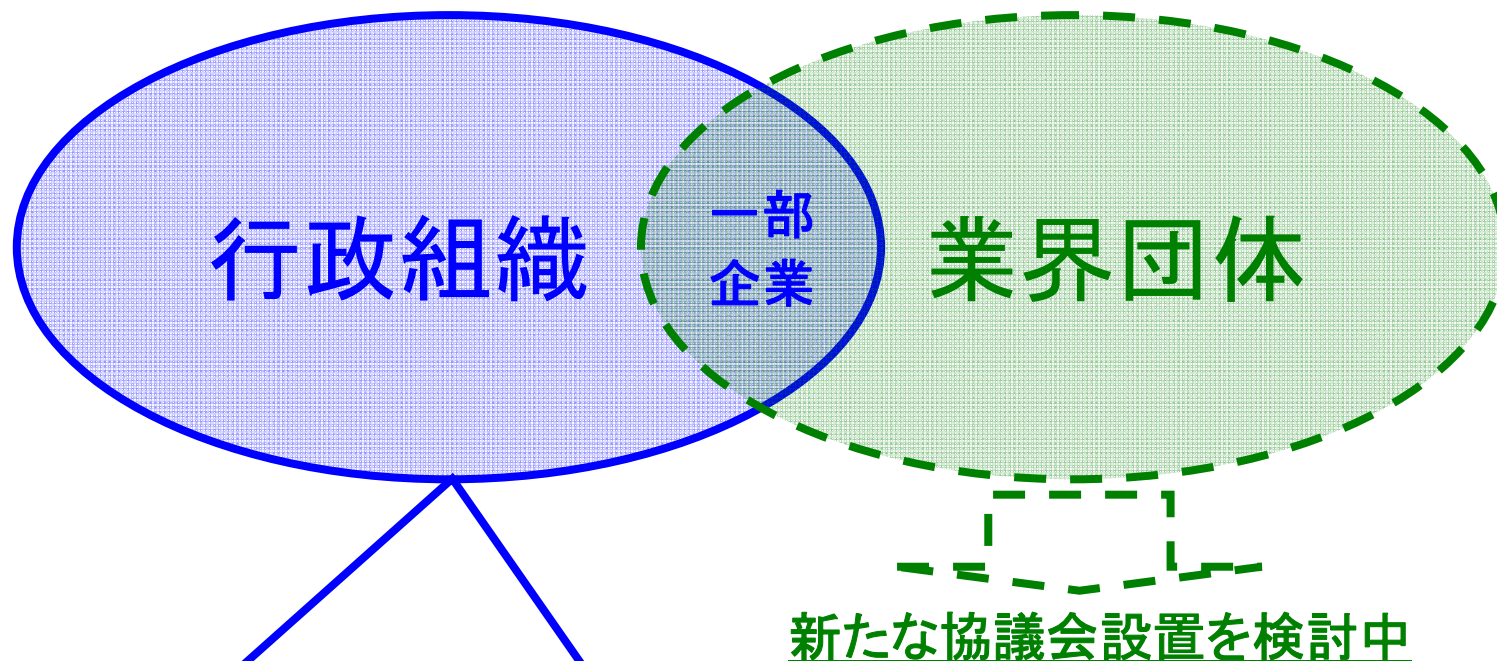 行政組織
一部
企業
業界団体
新たな協議会設置を検討中